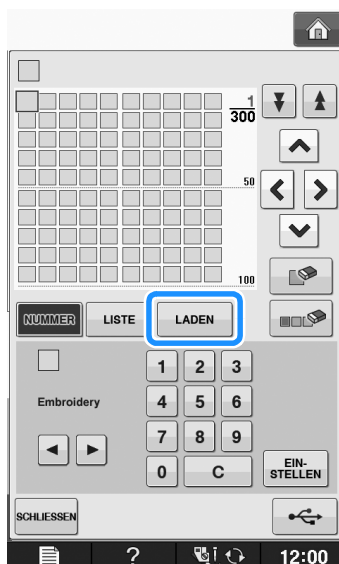 1
300
50
100
NUMMER
LISTE
LADEN
1 2 3
Embroidery
4 5 6
7 8 9
0 C
EIN-
STELLEN
SCHLIESSEN
?
12:00